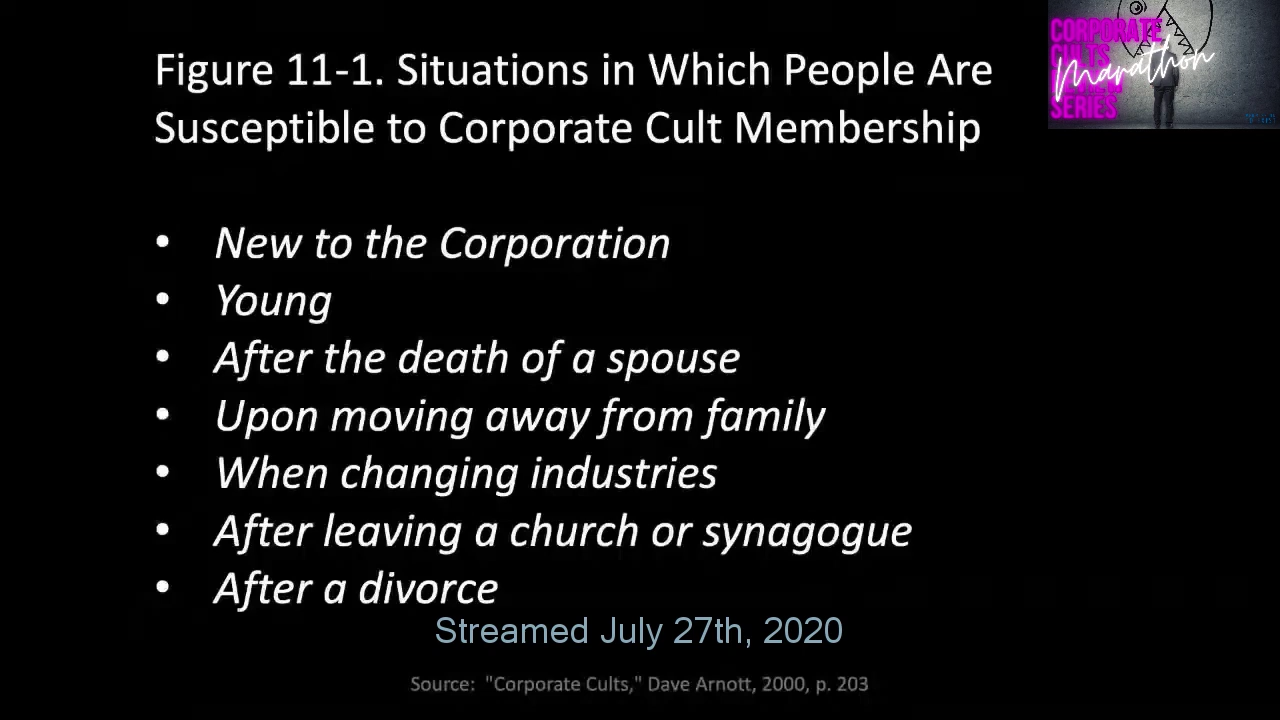 Figure 11-1. Situations in Which People Are
Susceptible to Corporate Cult Membership
CORPORATE
CULTS
Marathon
SERIES
• New to the Corporation
• Young
• After the death of a spouse
• Upon moving away from family
• When changing industries
• After leaving a church or synagogue
• After a divorce
Streamed July 27th, 2020
Source: "Corporate Cults," Dave Arnott, 2000, p. 203